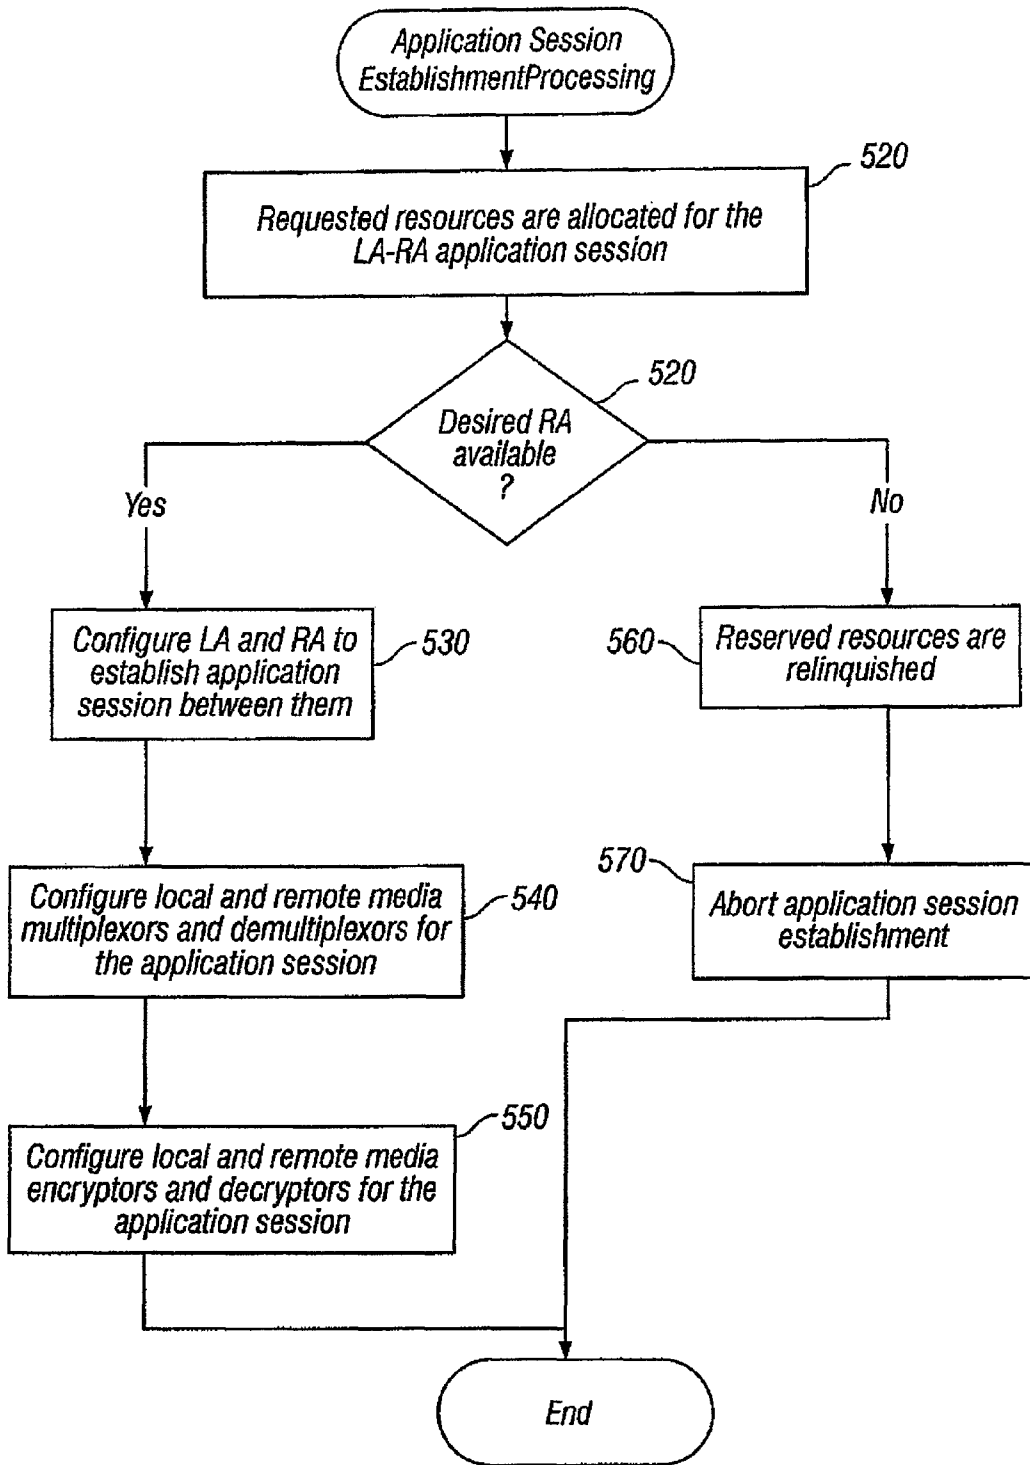 Application Session
EstablishmentProcessing
520
Requested resources are allocated for the
LA-RA application session
520
Desired RA
available
?
Yes
No
Configure LA and RA to
establish application
session between them
530
560
Reserved resources are
relinquished
Configure local and remote media
multiplexors and demultiplexors for
the application session
540
570
Abort application session
establishment
550
Configure local and remote media
encryptors and decryptors for the
application session
End